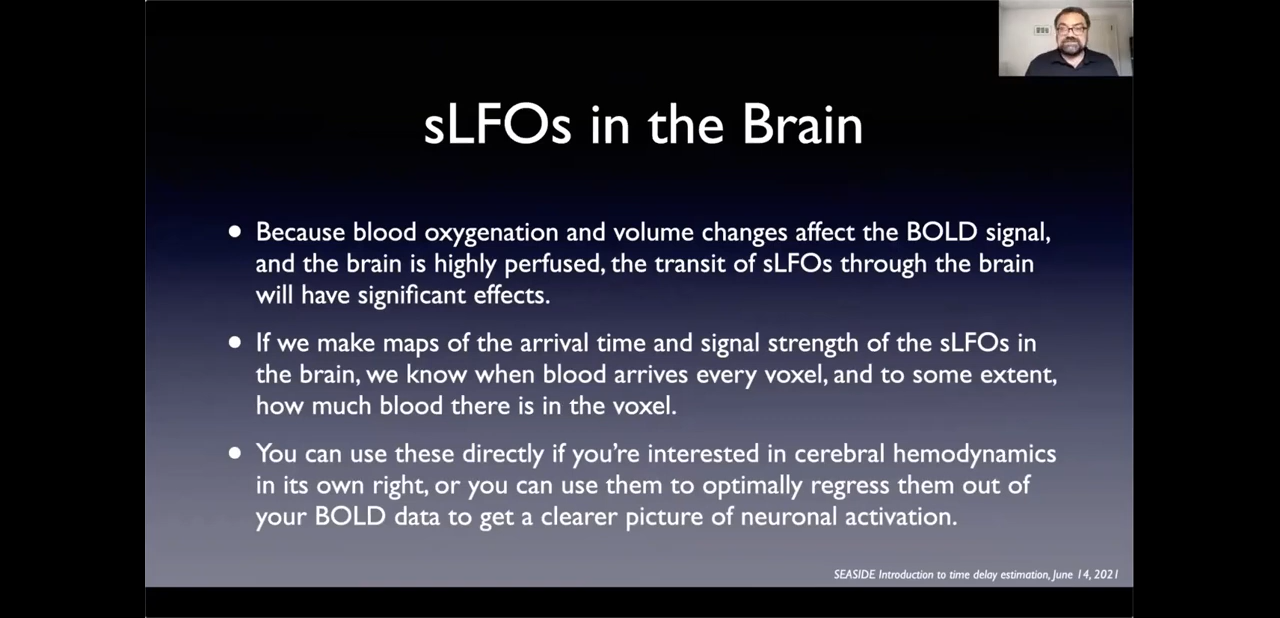 sLFOs in the Brain
• Because blood oxygenation and volume changes affect the BOLD signal,
and the brain is highly perfused, the transit of sLFOs through the brain
will have significant effects.
• If we make maps of the arrival time and signal strength of the sLFOs in
the brain, we know when blood arrives every voxel, and to some extent,
how much blood there is in the voxel.
• You can use these directly if you’re interested in cerebral hemodynamics
in its own right, or you can use them to optimally regress them out of
your BOLD data to get a clearer picture of neuronal activation.
SEASIDE Introduction to time delay estimation, June 14, 2021